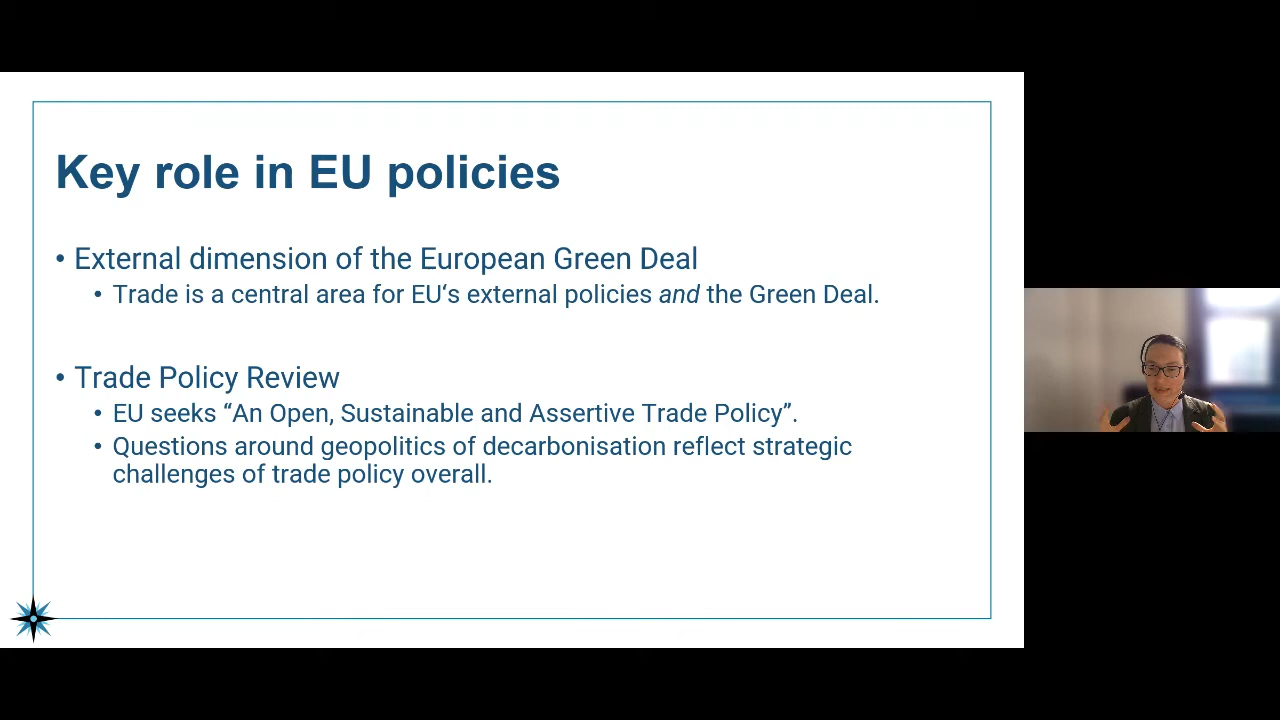 Key role in EU policies
• External dimension of the European Green Deal
• Trade is a central area for EU‘s external policies and the Green Deal.
• Trade Policy Review
• EU seeks “An Open, Sustainable and Assertive Trade Policy”.
• Questions around geopolitics of decarbonisation reflect strategic
challenges of trade policy overall.